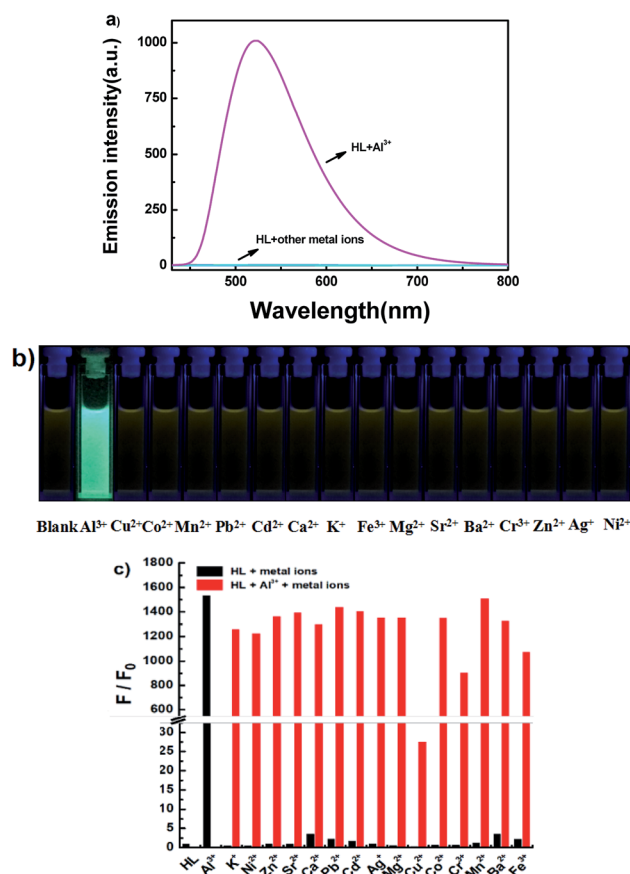 a)
Emission intensity(a.u.)
1000
750
500
250
0
HL+Al³⁺
HL+other metal ions
500 600 700 800
Wavelength(nm)
b)
Blank Al³⁺ Cu²⁺ Co²⁺ Mn²⁺ Pb²⁺ Cd²⁺ Ca²⁺ K⁺ Fe³⁺ Mg²⁺ Sr²⁺ Ba²⁺ Cr³⁺ Zn²⁺ Ag⁺ Ni²⁺
c)
HL + metal ions
HL + Al³⁺ + metal ions
F / F₀
1800
1600
1400
1200
1000
800
600
30
25
20
15
10
5
0
HL Al³⁺ K⁺ Ni²⁺ Zn²⁺ Sr²⁺ Ca²⁺ Pb²⁺ Cd²⁺ Ag⁺ Mg²⁺ Cu²⁺ Co²⁺ Cr³⁺ Mn²⁺ Ba²⁺ Fe³⁺